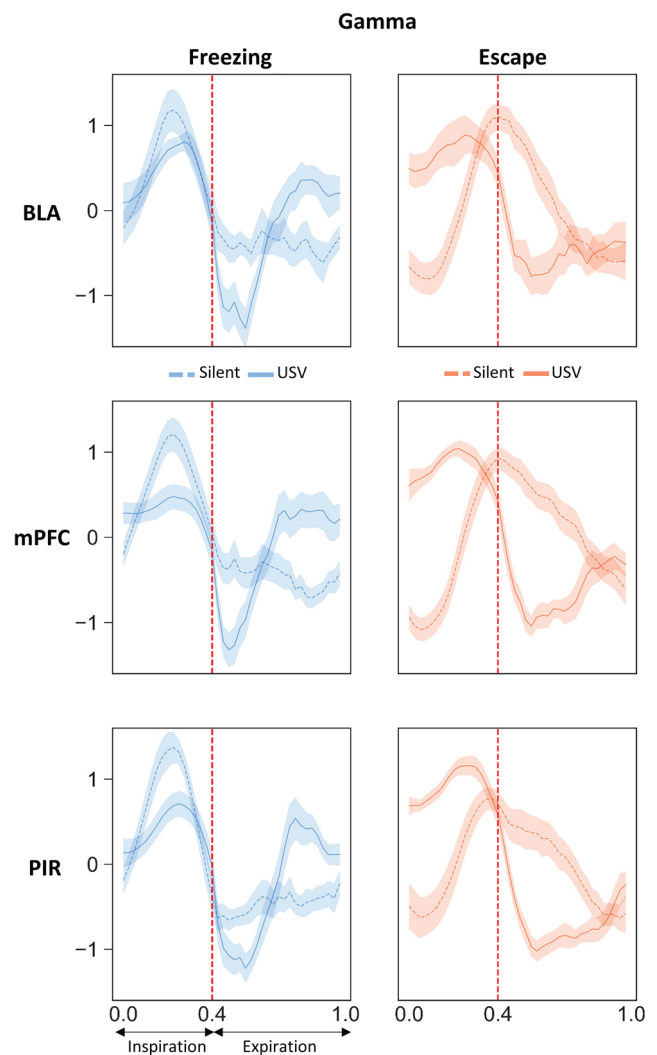 Gamma
Freezing
Escape
1
0
−1
BLA
Silent USV
Silent USV
1
0
−1
mPFC
1
0
−1
PIR
0.0 0.4 1.0
0.0 0.4 1.0
Inspiration Expiration